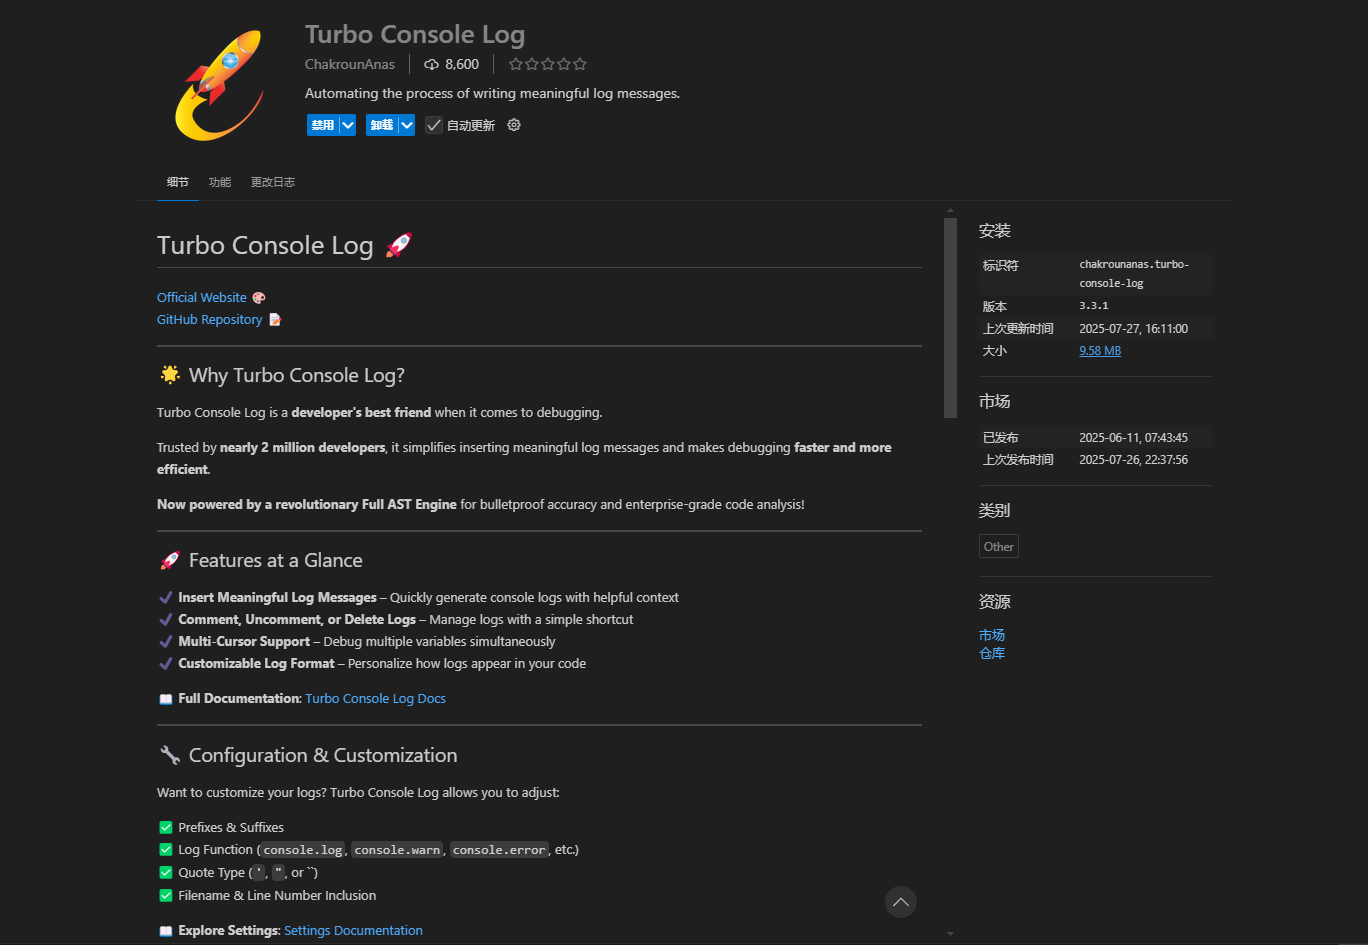 Turbo Console Log
ChakrounAnas
8,600
Automating the process of writing meaningful log messages.
禁用
卸载
自动更新
细节
功能
更改日志
Turbo Console Log
Official Website
GitHub Repository
Why Turbo Console Log?
Turbo Console Log is a developer's best friend when it comes to debugging.
Trusted by nearly 2 million developers, it simplifies inserting meaningful log messages and makes debugging faster and more
efficient.
Now powered by a revolutionary Full AST Engine for bulletproof accuracy and enterprise-grade code analysis!
Features at a Glance
Insert Meaningful Log Messages – Quickly generate console logs with helpful context
Comment, Uncomment, or Delete Logs – Manage logs with a simple shortcut
Multi-Cursor Support – Debug multiple variables simultaneously
Customizable Log Format – Personalize how logs appear in your code
Full Documentation: Turbo Console Log Docs
Configuration & Customization
Want to customize your logs? Turbo Console Log allows you to adjust:
Prefixes & Suffixes
Log Function (console.log, console.warn, console.error, etc.)
Quote Type (', ", or ``)
Filename & Line Number Inclusion
Explore Settings: Settings Documentation
安装
标识符 chakrounanas.turbo-
console-log
版本 3.3.1
上次更新时间 2025-07-27, 16:11:00
大小 9.58 MB
市场
已发布 2025-06-11, 07:43:45
上次发布时间 2025-07-26, 22:37:56
类别
Other
资源
市场
仓库